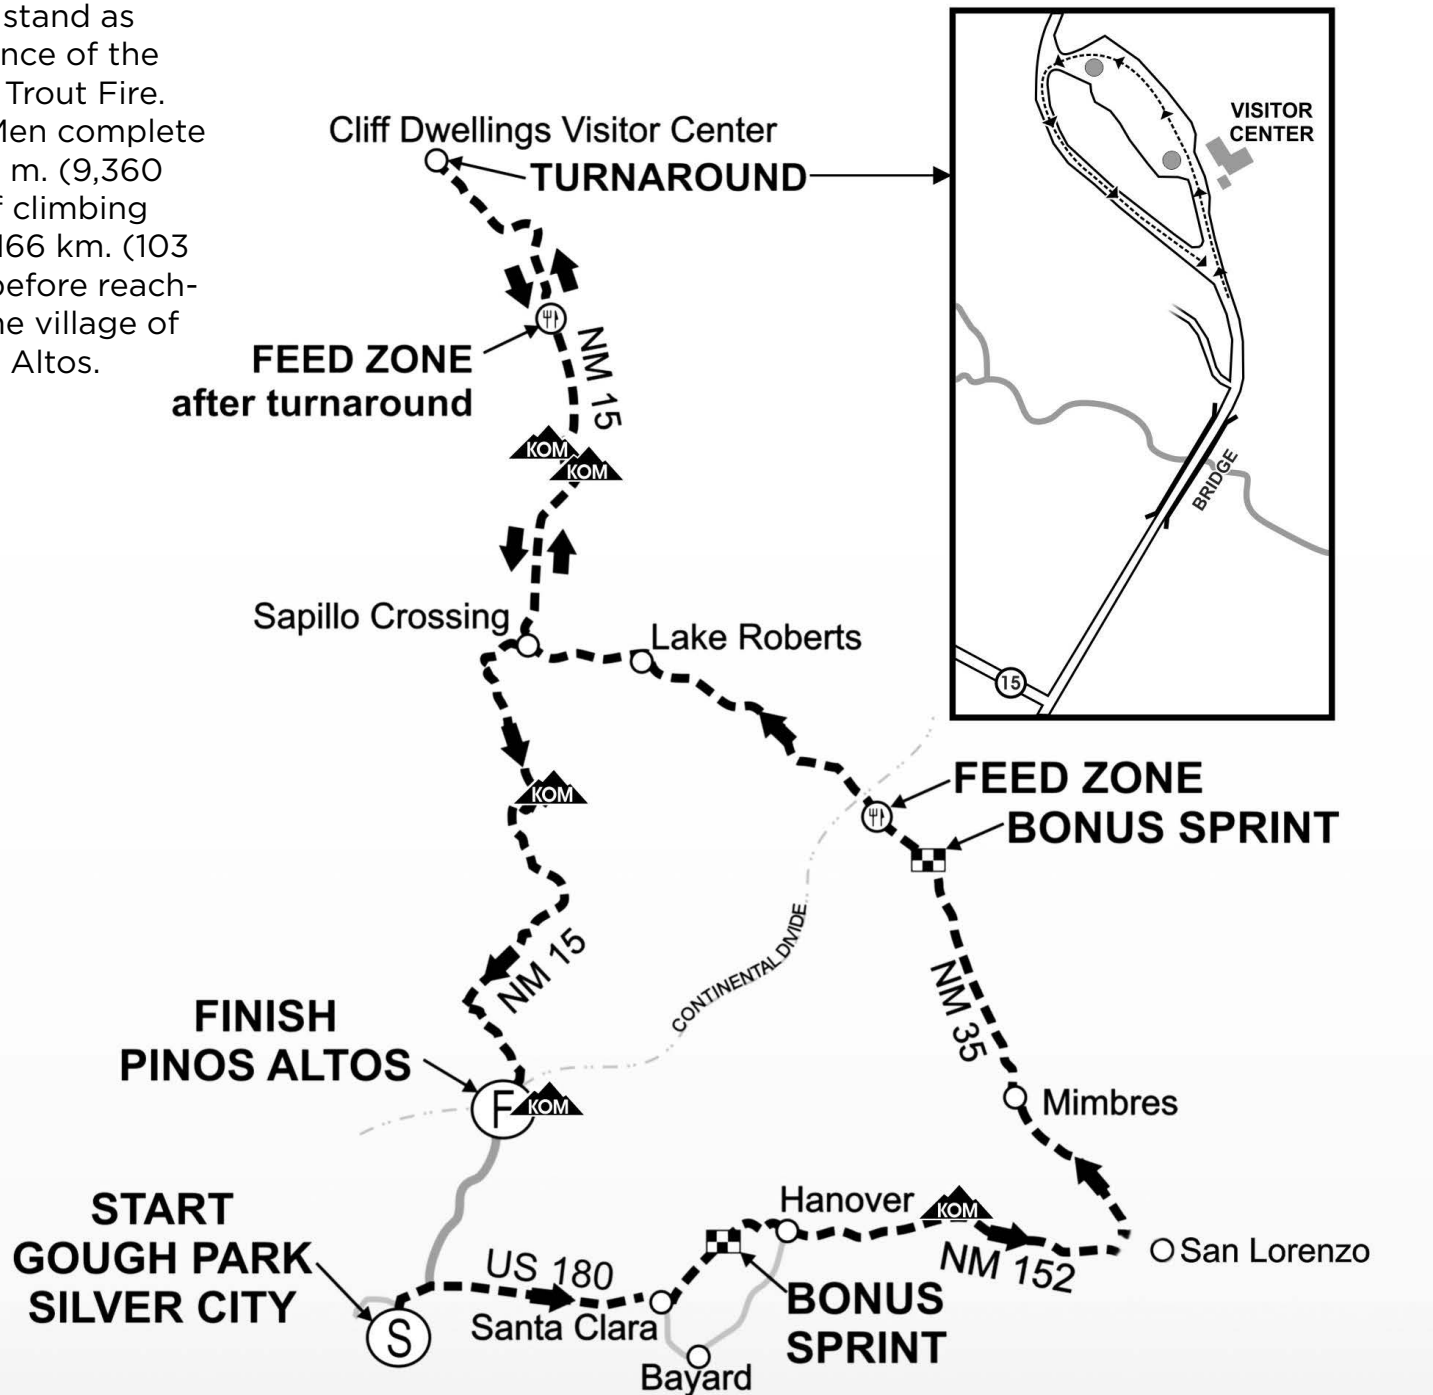 stand as
nce of the
Trout Fire.
Men complete
m. (9,360
f climbing
166 km. (103
before reach-
he village of
Altos.
Cliff Dwellings Visitor Center
TURNAROUND
VISITOR
CENTER
BRIDGE
15
FEED ZONE
after turnaround
NM 15
KOM
KOM
Sapillo Crossing
Lake Roberts
KOM
FEED ZONE
BONUS SPRINT
CONTINENTAL DIVIDE
NM 15
NM 35
FINISH
PINOS ALTOS
F
KOM
Mimbres
START
GOUGH PARK
SILVER CITY
S
US 180
Santa Clara
Bayard
Hanover
KOM
NM 152
San Lorenzo
BONUS
SPRINT